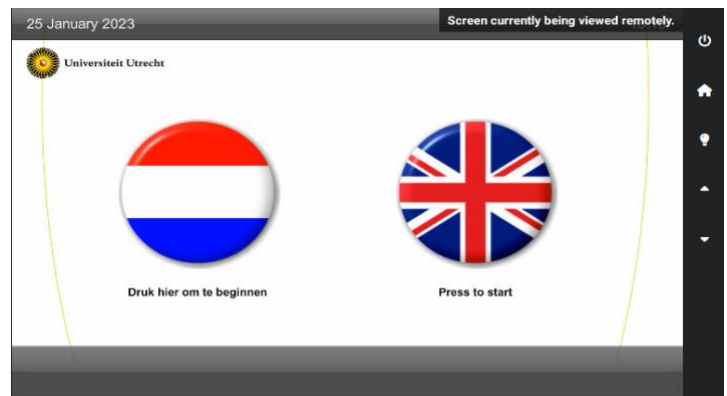 25 January 2023
Screen currently being viewed remotely.
Universiteit Utrecht
Druk hier om te beginnen
Press to start